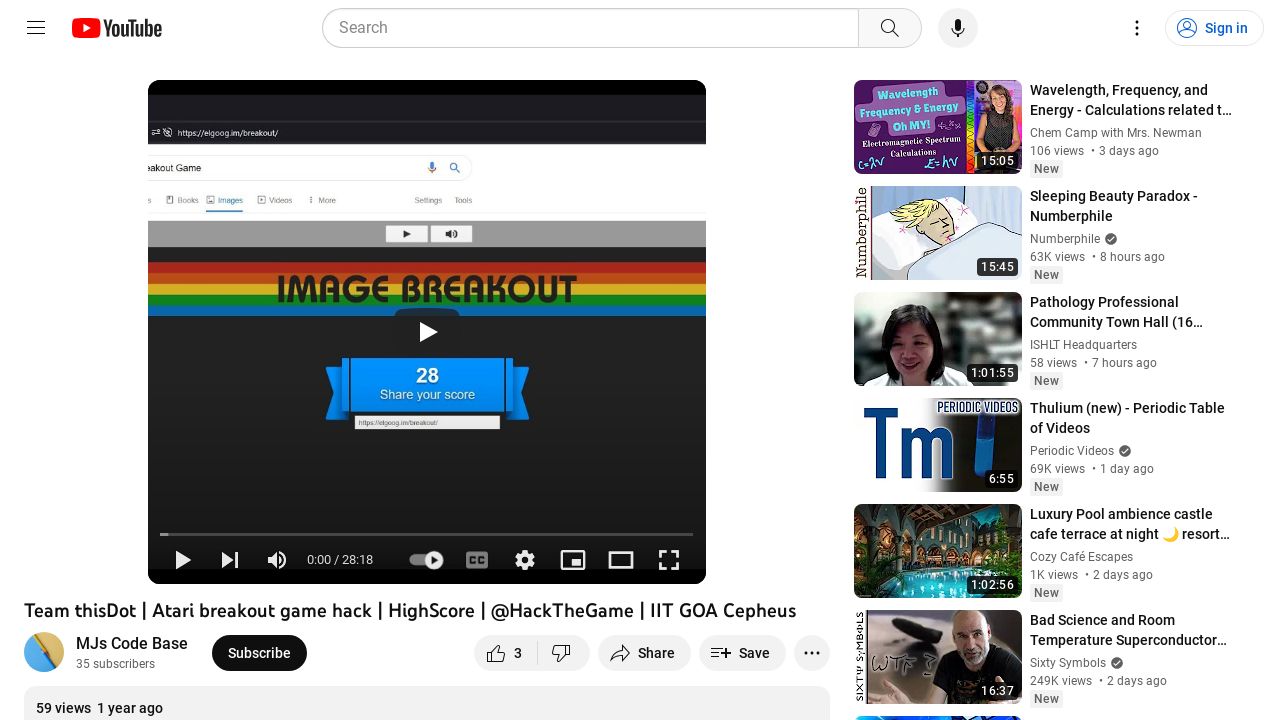 YouTube
Search
Sign in
https://elgoog.im/breakout/
eakout Game
s Books Images Videos More Settings Tools
IMAGE BREAKOUT
28
Share your score
https://elgoog.im/breakout/
0:00 / 28:18
CC
Team thisDot | Atari breakout game hack | HighScore | @HackTheGame | IIT GOA Cepheus
MJs Code Base
35 subscribers
Subscribe
3
Share
Save
59 views 1 year ago
Wavelength
Frequency & Energy
Oh MY!
Electromagnetic Spectrum
Calculations
C=λν
E=hν
15:05
Wavelength, Frequency, and
Energy - Calculations related t...
Chem Camp with Mrs. Newman
106 views • 3 days ago
New
Numberphile
15:45
Sleeping Beauty Paradox -
Numberphile
Numberphile
63K views • 8 hours ago
New
1:01:55
Pathology Professional
Community Town Hall (16...
ISHLT Headquarters
58 views • 7 hours ago
New
PERIODIC VIDEOS
Tm
6:55
Thulium (new) - Periodic Table
of Videos
Periodic Videos
69K views • 1 day ago
New
1:02:56
Luxury Pool ambience castle
cafe terrace at night 🌙 resort...
Cozy Café Escapes
1K views • 2 days ago
New
SIXTY SYMBOLS
WTF ?
16:37
Bad Science and Room
Temperature Superconductor...
Sixty Symbols
249K views • 2 days ago
New